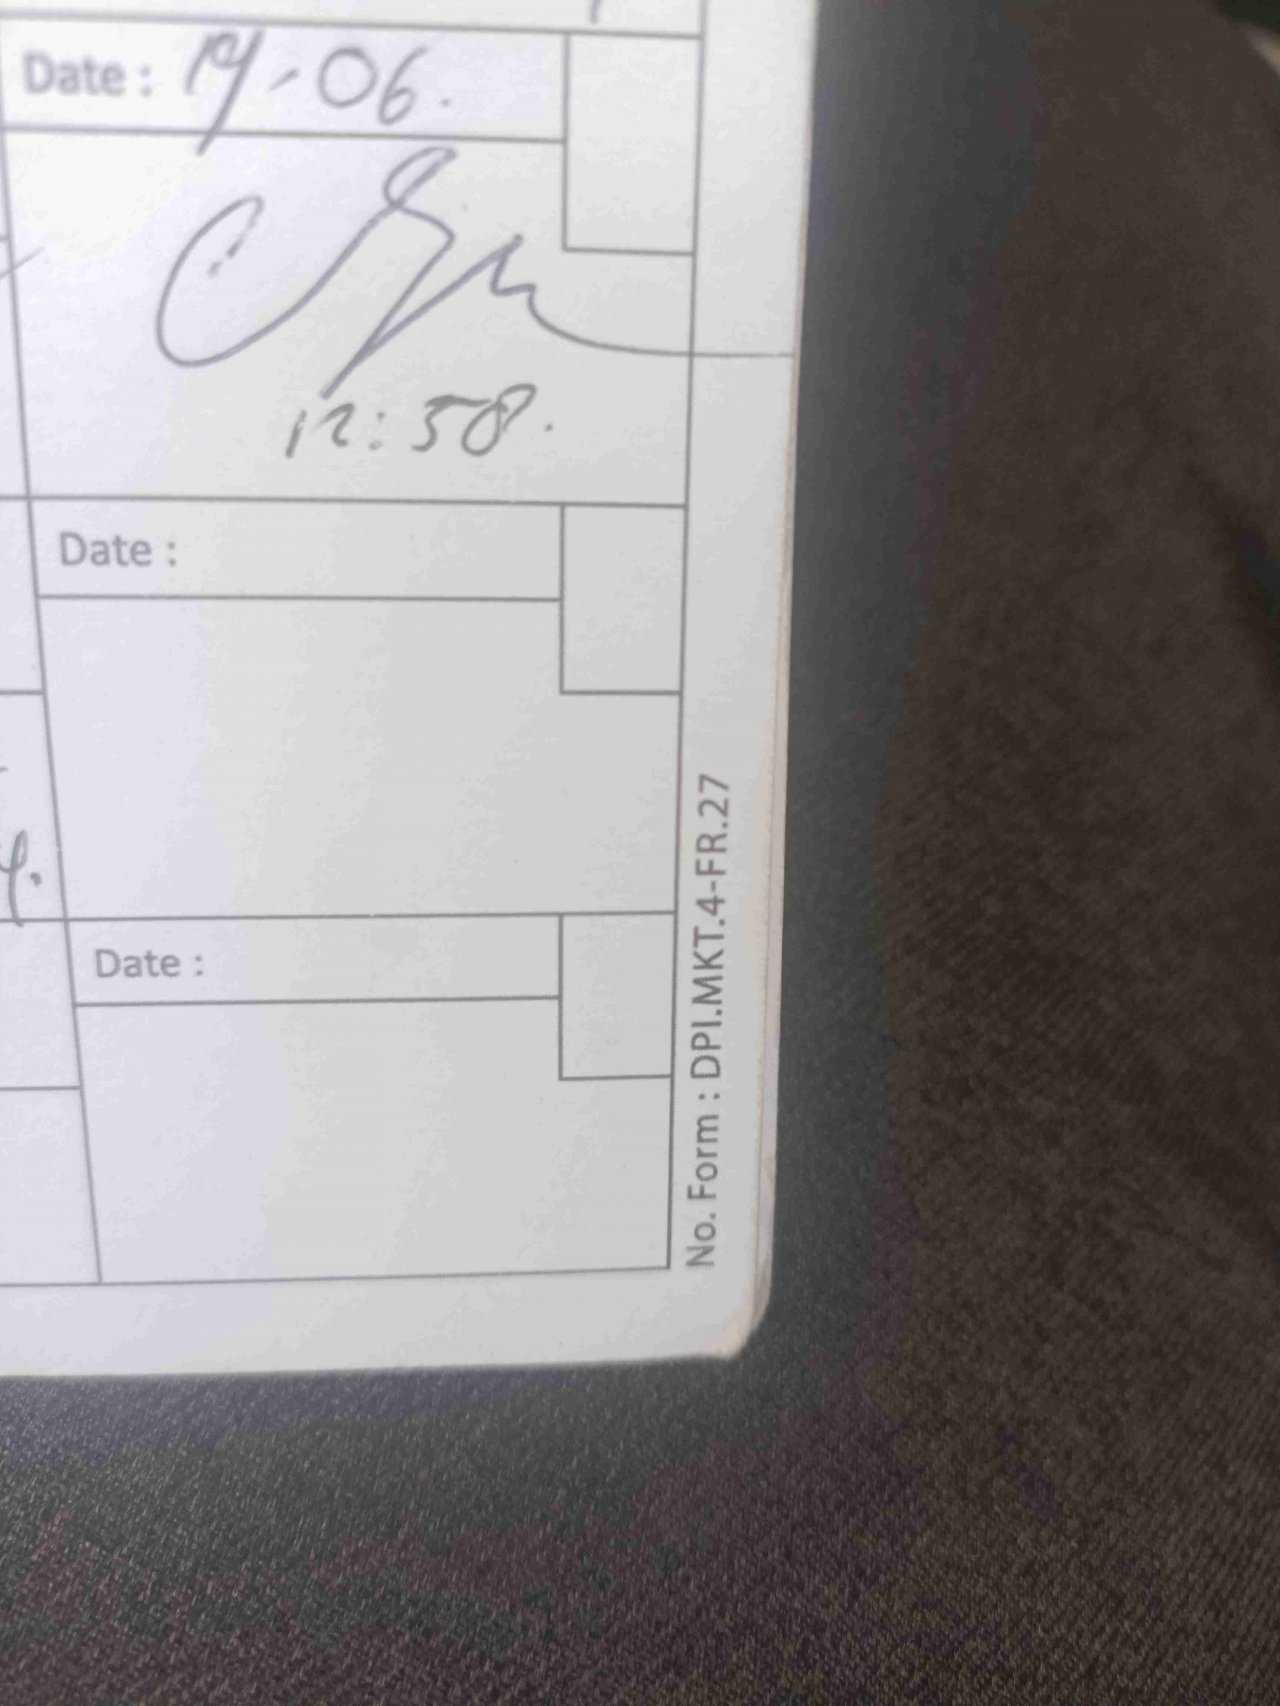 Date : 19-06.
12:58.
Date :
Date :
No. Form : DPI.MKT.4-FR.27